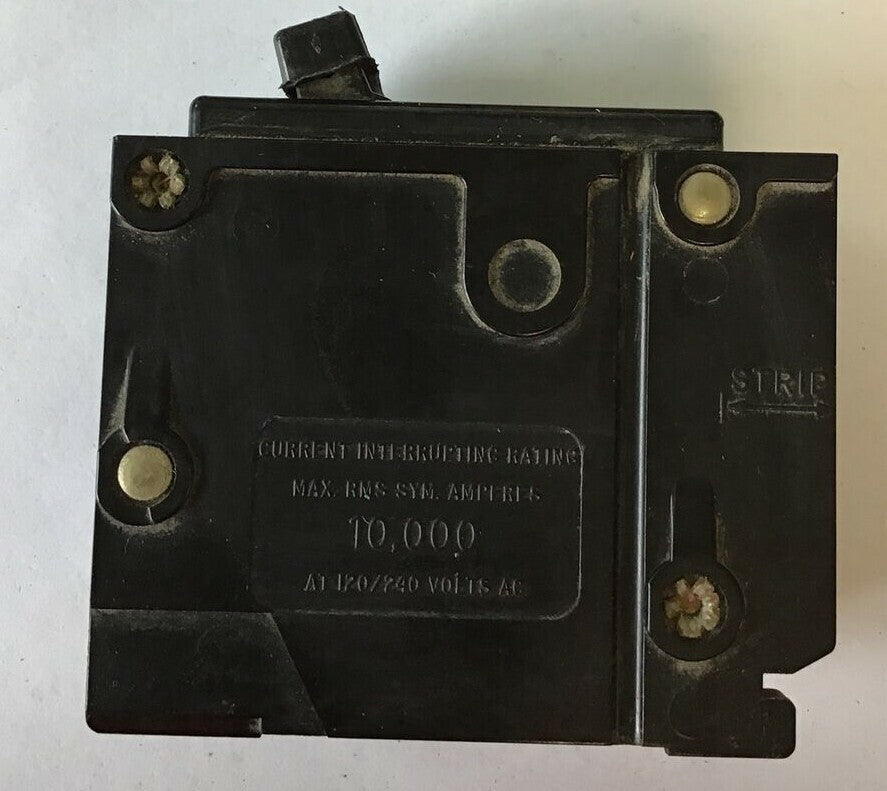 STRIP
CURRENT INTERRUPTING RATING
MAX. RMS SYM. AMPERES
10,000
AT 120/240 VOLTS AC